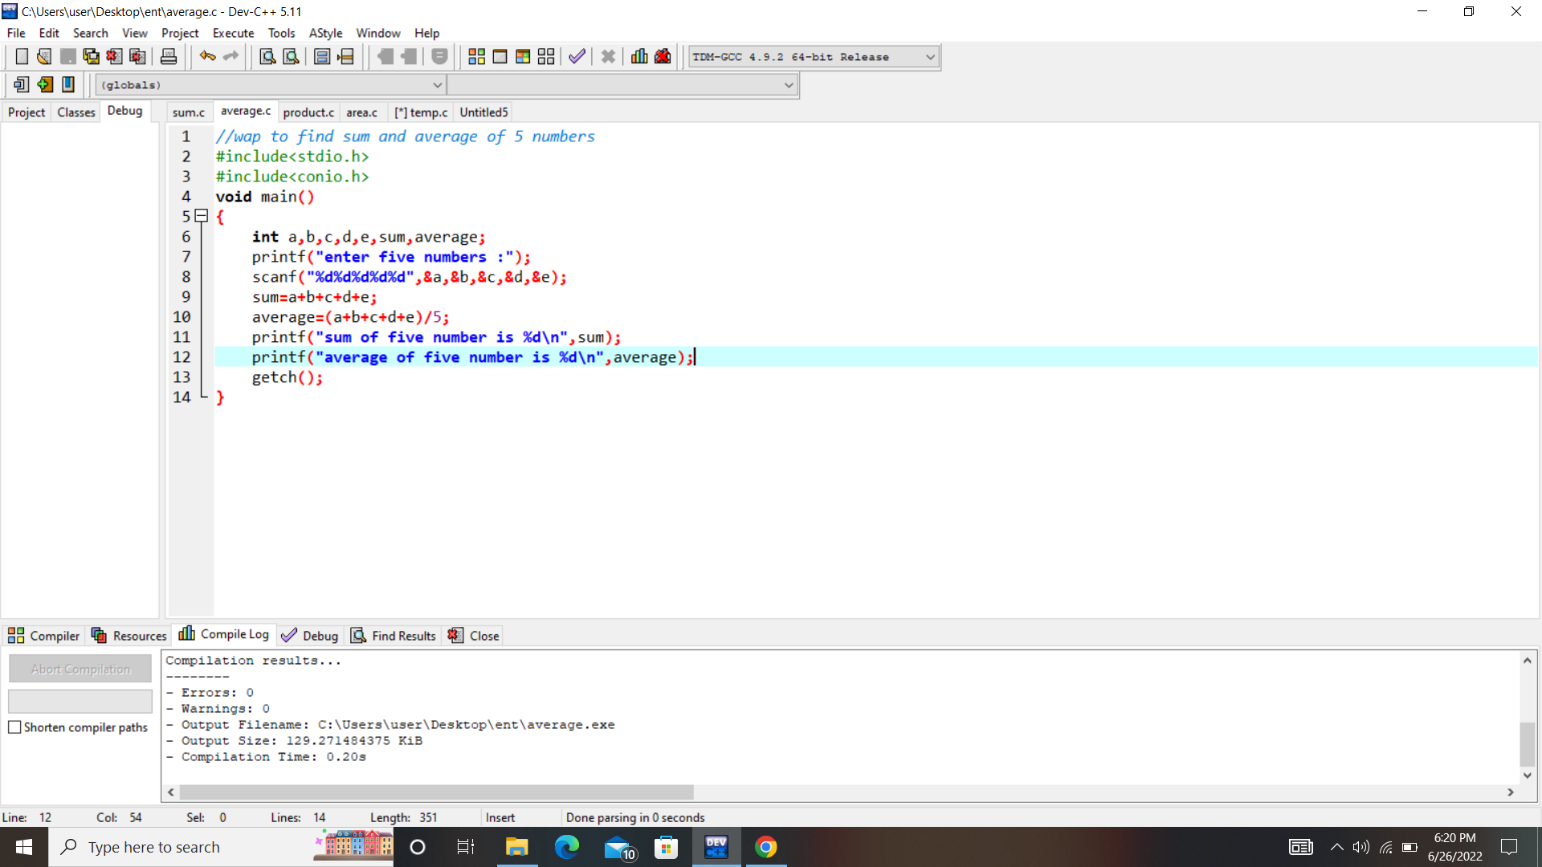 C:\Users\user\Desktop\ent\average.c - Dev-C++ 5.11
File Edit Search View Project Execute Tools AStyle Window Help
TDM-GCC 4.9.2 64-bit Release
(globals)
Project Classes Debug sum.c average.c product.c area.c [*] temp.c Untitled5
1 //wap to find sum and average of 5 numbers
2 #include<stdio.h>
3 #include<conio.h>
4 void main()
5 {
6 int a,b,c,d,e,sum,average;
7 printf("enter five numbers :");
8 scanf("%d%d%d%d%d",&a,&b,&c,&d,&e);
9 sum=a+b+c+d+e;
10 average=(a+b+c+d+e)/5;
11 printf("sum of five number is %d\n",sum);
12 printf("average of five number is %d\n",average);
13 getch();
14 }
Compiler Resources Compile Log Debug Find Results Close
Abort Compilation
Shorten compiler paths
Compilation results...
--------
- Errors: 0
- Warnings: 0
- Output Filename: C:\Users\user\Desktop\ent\average.exe
- Output Size: 129.271484375 KiB
- Compilation Time: 0.20s
Line: 12 Col: 54 Sel: 0 Lines: 14 Length: 351 Insert Done parsing in 0 seconds
Type here to search
10
DEV
6:20 PM
6/26/2022